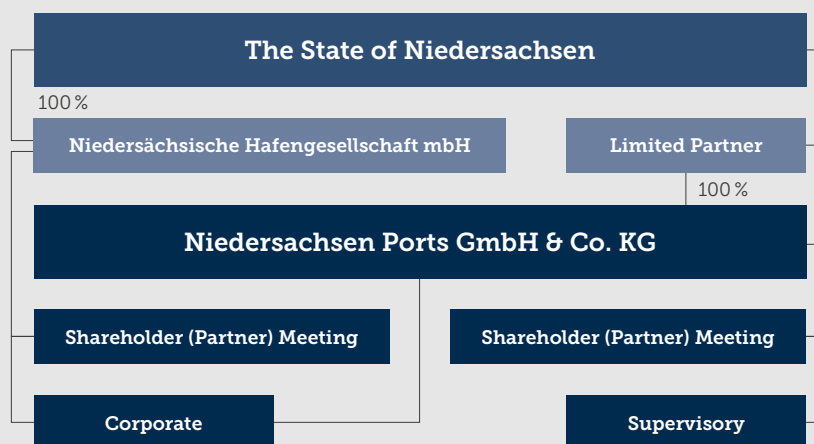 The State of Niedersachsen
100 %
Niedersächsische Hafengesellschaft mbH
Limited Partner
100 %
Niedersachsen Ports GmbH & Co. KG
Shareholder (Partner) Meeting
Shareholder (Partner) Meeting
Corporate
Supervisory